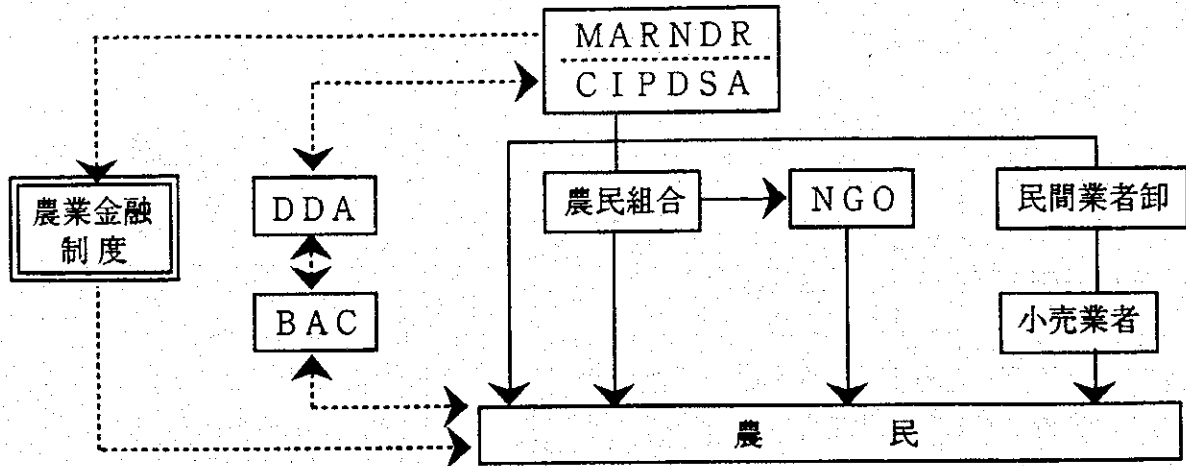 MARNDR
CIPDSA
農業金融
制度
DDA
農民組合
NGO
民間業者卸
BAC
小売業者
農民